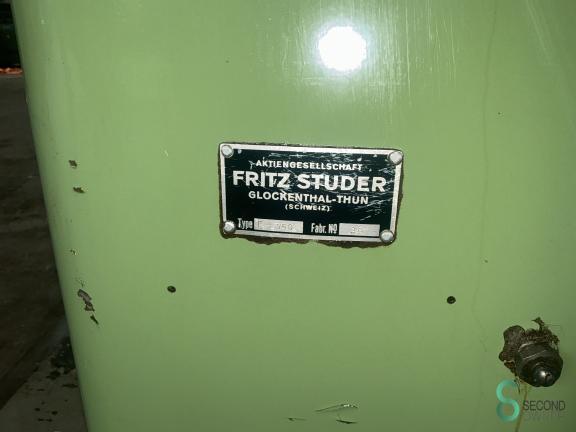 AKTIENGESELLSCHAFT
FRITZ STUDER
GLOCKENTHAL-THUN
(SCHWEIZ)
Type Fabr. NO
SECOND